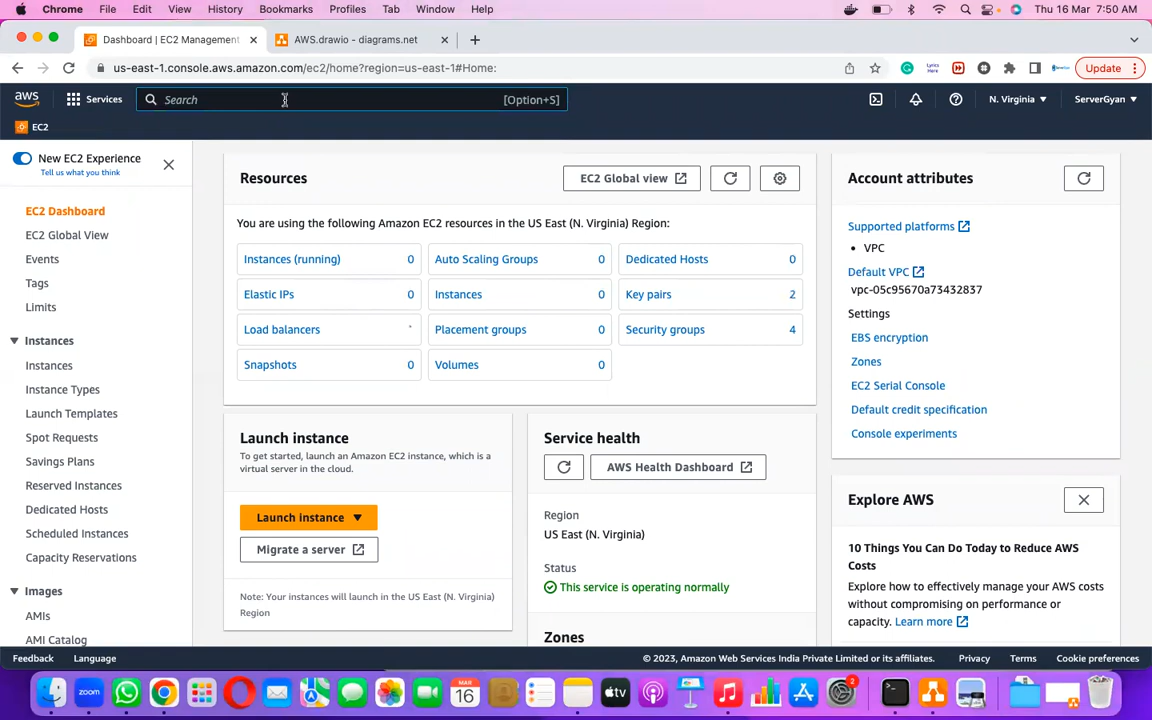 Chrome File Edit View History Bookmarks Profiles Tab Window Help Thu 16 Mar 7:50 AM
Dashboard | EC2 Management AWS.drawio - diagrams.net
us-east-1.console.aws.amazon.com/ec2/home?region=us-east-1#Home: Update
aws Services Search [Option+S] N. Virginia ServerGyan
EC2
New EC2 Experience
Tell us what you think
EC2 Dashboard
EC2 Global View
Events
Tags
Limits
Instances
Instances
Instance Types
Launch Templates
Spot Requests
Savings Plans
Reserved Instances
Dedicated Hosts
Scheduled Instances
Capacity Reservations
Images
AMIs
AMI Catalog
Resources EC2 Global view
You are using the following Amazon EC2 resources in the US East (N. Virginia) Region:
Instances (running) 0 Auto Scaling Groups 0 Dedicated Hosts 0
Elastic IPs 0 Instances 0 Key pairs 2
Load balancers Placement groups 0 Security groups 4
Snapshots 0 Volumes 0
Launch instance
To get started, launch an Amazon EC2 instance, which is a
virtual server in the cloud.
Launch instance
Migrate a server
Note: Your instances will launch in the US East (N. Virginia)
Region
Service health
AWS Health Dashboard
Region
US East (N. Virginia)
Status
This service is operating normally
Zones
Account attributes
Supported platforms
• VPC
Default VPC
vpc-05c95670a73432837
Settings
EBS encryption
Zones
EC2 Serial Console
Default credit specification
Console experiments
Explore AWS
10 Things You Can Do Today to Reduce AWS
Costs
Explore how to effectively manage your AWS costs
without compromising on performance or
capacity. Learn more
Feedback Language © 2023, Amazon Web Services India Private Limited or its affiliates. Privacy Terms Cookie preferences
zoom MAR 16 tv 2